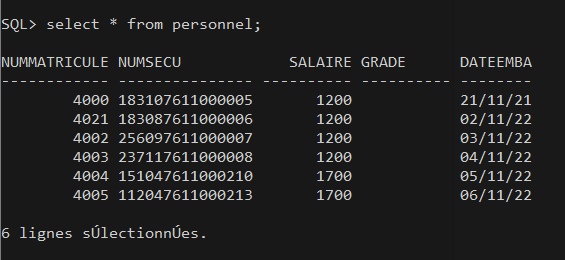 SQL> select * from personnel;
NUMMATRICULE NUMSECU SALAIRE GRADE DATEEMBA
------------ --------------- ---------- ---------- --------
4000 183107611000005 1200 21/11/21
4021 183087611000006 1200 02/11/22
4002 256097611000007 1200 03/11/22
4003 237117611000008 1200 04/11/22
4004 151047611000210 1700 05/11/22
4005 112047611000213 1700 06/11/22
6 lignes sÚlectionnÚes.